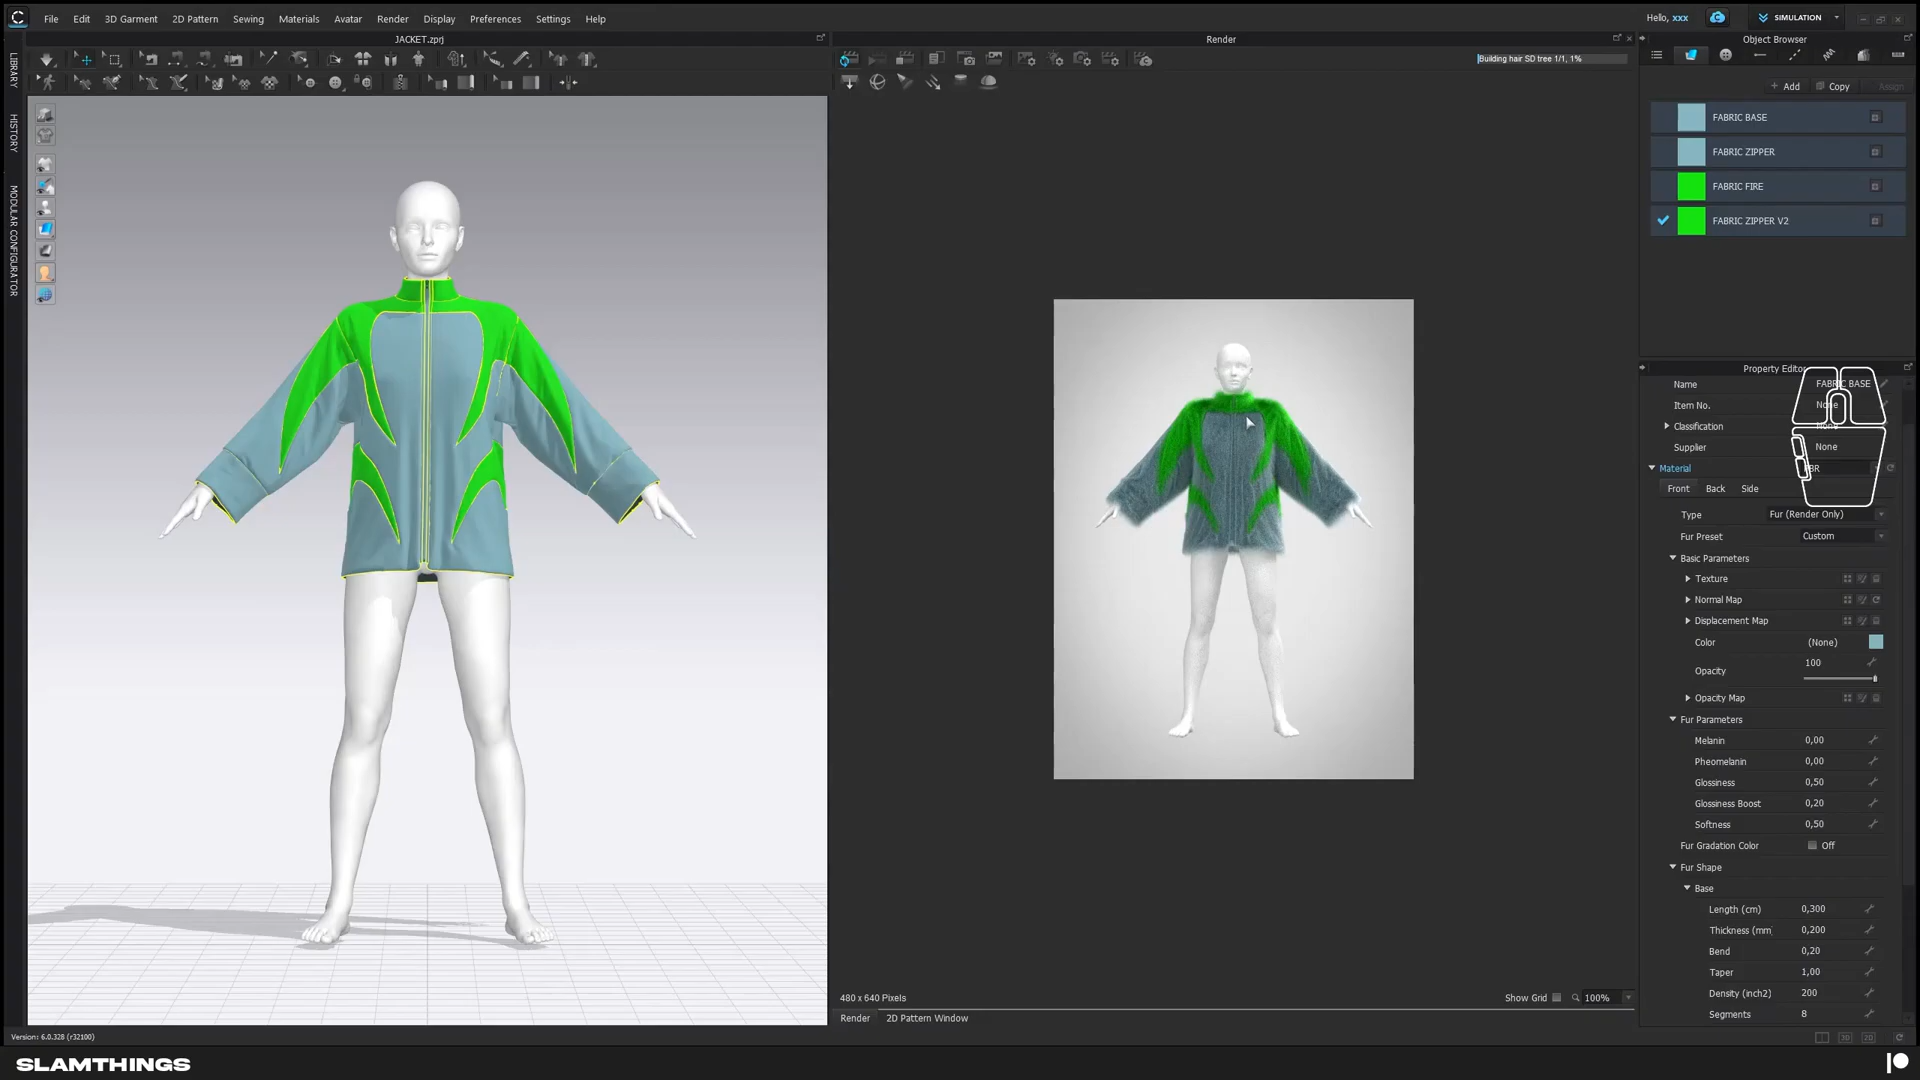 File Edit 3D Garment 2D Pattern Sewing Materials Avatar Render Display Preferences Settings Help
Hello, xxx
SIMULATION
JACKET.zprj
Render
Object Browser
LIBRARY
HISTORY
MODULAR CONFIGURATOR
Building hair SD tree 1/1, 1%
+ Add
Copy
Assign
FABRIC BASE
FABRIC ZIPPER
FABRIC FIRE
FABRIC ZIPPER V2
Property Editor
Name FABRIC BASE
Item No. None
Classification None
Supplier None
Material
Front Back Side
Type Fur (Render Only)
Fur Preset Custom
Basic Parameters
Texture
Normal Map
Displacement Map
Color (None)
Opacity 100
Opacity Map
Fur Parameters
Melanin 0,00
Pheomelanin 0,00
Glossiness 0,50
Glossiness Boost 0,20
Softness 0,50
Fur Gradation Color Off
Fur Shape
Base
Length (cm) 0,300
Thickness (mm) 0,200
Bend 0,20
Taper 1,00
Density (inch2) 200
Segments 8
480 x 640 Pixels
Show Grid
100%
Render 2D Pattern Window
Version: 6.0.328 (r32100)
3D
2D
SLAMTHINGS